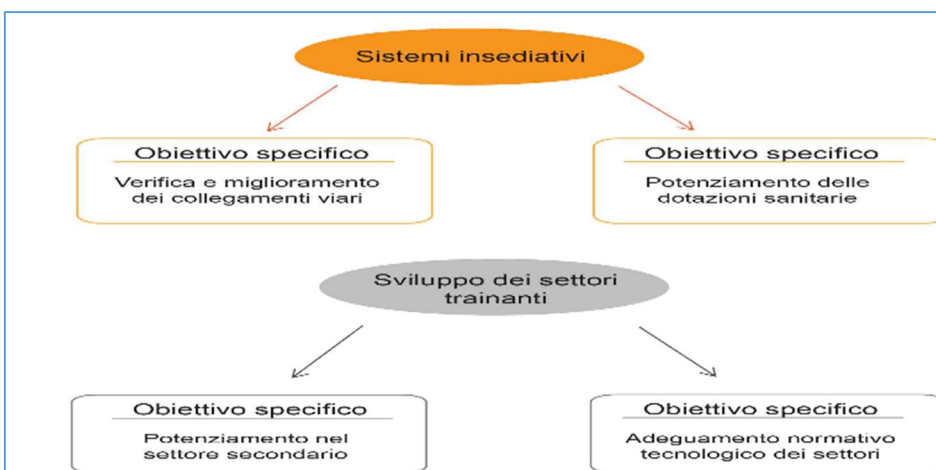 Sistemi insediativi
Obiettivo specifico
Verifica e miglioramento
dei collegamenti viari
Obiettivo specifico
Potenziamento delle
dotazioni sanitarie
Sviluppo dei settori
trainanti
Obiettivo specifico
Potenziamento nel
settore secondario
Obiettivo specifico
Adeguamento normativo
tecnologico dei settori